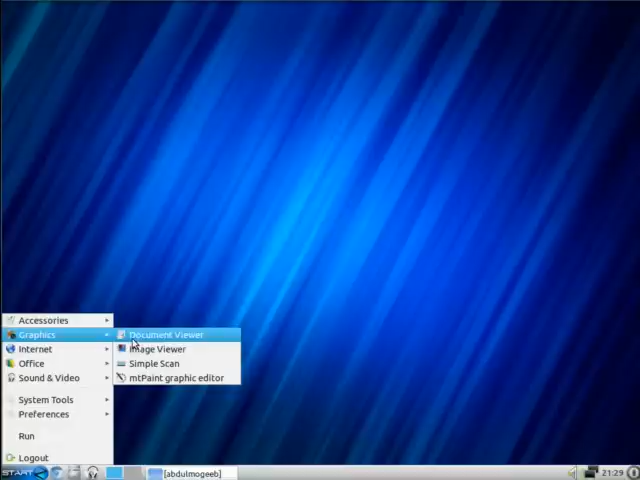 Accessories
Graphics
Document Viewer
Internet
Image Viewer
Office
Simple Scan
Sound & Video
mtPaint graphic editor
System Tools
Preferences
Run
Logout
START
[abdulmogeeb]
21:29